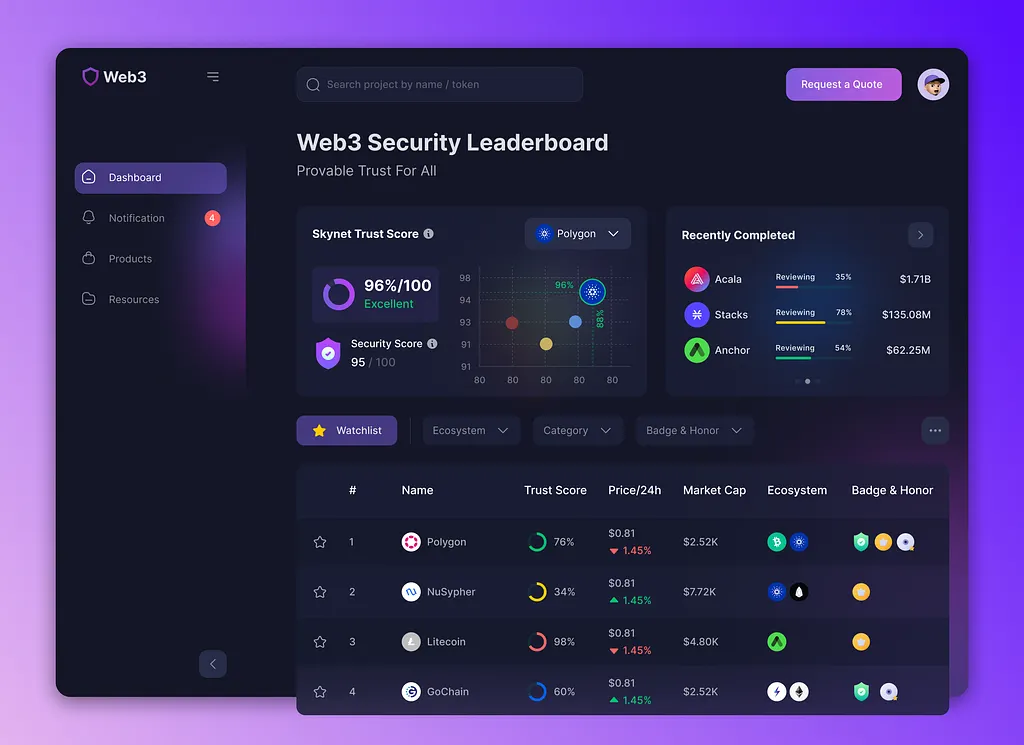 Web3
Search project by name / token
Request a Quote
Web3 Security Leaderboard
Provable Trust For All
Dashboard
Notification 4
Products
Resources
Skynet Trust Score
Polygon
96%/100
Excellent
Security Score
95 / 100
98
94
93
91
91
80 80 80 80 80
96%
88%
Recently Completed
Acala Reviewing 35% $1.71B
Stacks Reviewing 78% $135.08M
Anchor Reviewing 54% $62.25M
Watchlist Ecosystem Category Badge & Honor
# Name Trust Score Price/24h Market Cap Ecosystem Badge & Honor
1 Polygon 76% $0.81 $2.52K
1.45%
2 NuSypher 34% $0.81 $7.72K
1.45%
3 Litecoin 98% $0.81 $4.80K
1.45%
4 GoChain 60% $0.81 $2.52K
1.45%